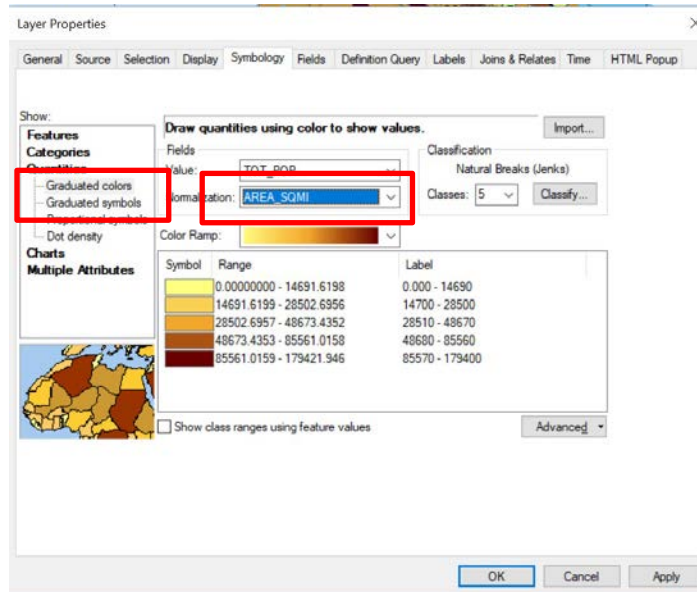 Layer Properties
General Source Selection Display Symbology Fields Definition Query Labels Joins & Relates Time HTML Popup
Show:
Features
Categories
Quantities
Graduated colors
Graduated symbols
Proportional symbols
Dot density
Charts
Multiple Attributes
Draw quantities using color to show values.
Import...
Fields
Value: TOT_POP
Normalization: AREA_SQMI
Color Ramp:
Classification
Natural Breaks (Jenks)
Classes: 5 Classify...
Symbol Range Label
0.00000000 - 14691.6198 0.000 - 14690
14691.6199 - 28502.6956 14700 - 28500
28502.6957 - 48673.4352 28510 - 48670
48673.4353 - 85561.0158 48680 - 85560
85561.0159 - 179421.946 85570 - 179400
Show class ranges using feature values
Advanced
OK Cancel Apply